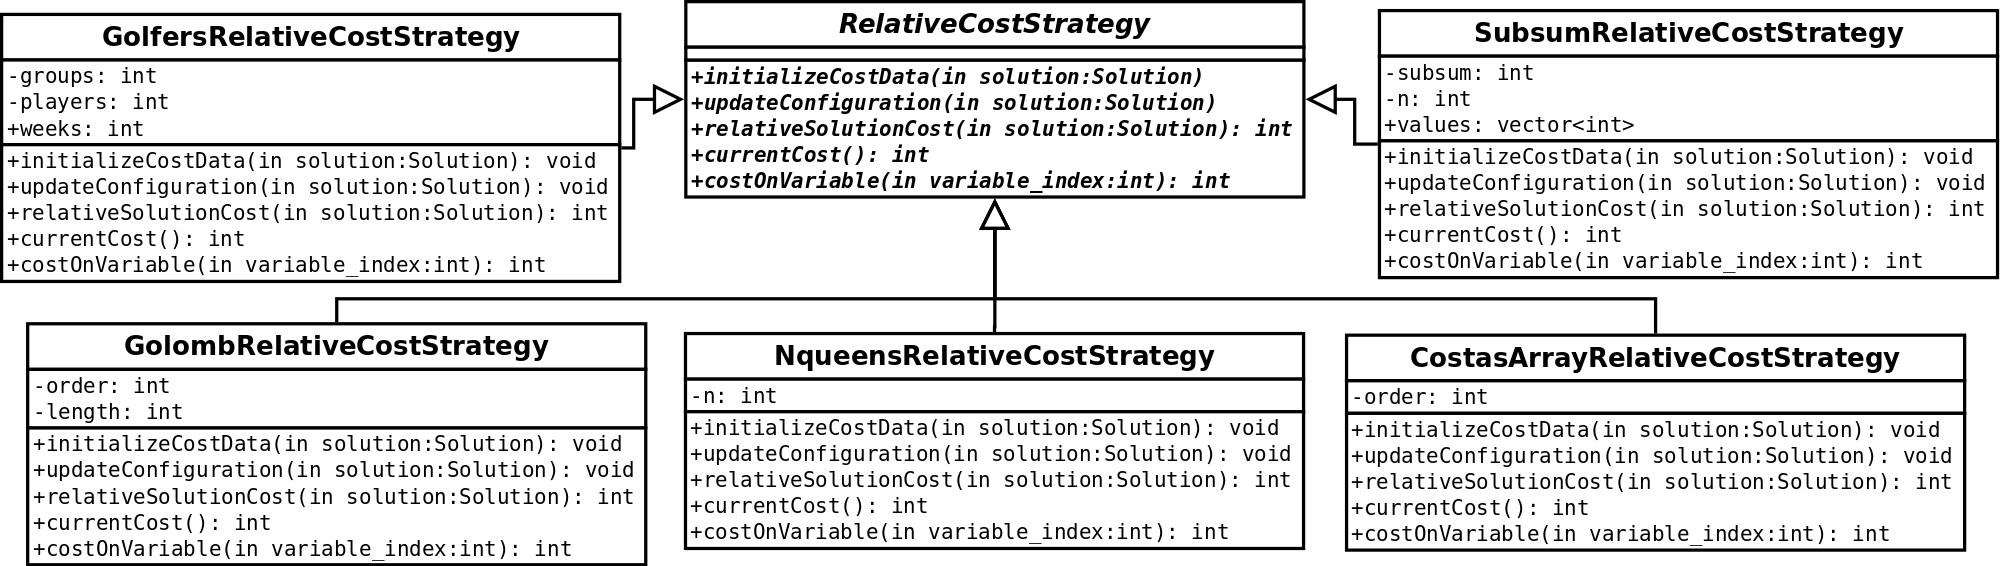 GolfersRelativeCostStrategy
-groups: int
-players: int
+weeks: int
+initializeCostData(in solution:Solution): void
+updateConfiguration(in solution:Solution): void
+relativeSolutionCost(in solution:Solution): int
+currentCost(): int
+costOnVariable(in variable_index:int): int
RelativeCostStrategy
+initializeCostData(in solution:Solution)
+updateConfiguration(in solution:Solution)
+relativeSolutionCost(in solution:Solution): int
+currentCost(): int
+costOnVariable(in variable_index:int): int
SubsumRelativeCostStrategy
-subsum: int
-n: int
+values: vector<int>
+initializeCostData(in solution:Solution): void
+updateConfiguration(in solution:Solution): void
+relativeSolutionCost(in solution:Solution): int
+currentCost(): int
+costOnVariable(in variable_index:int): int
GolombRelativeCostStrategy
-order: int
-length: int
+initializeCostData(in solution:Solution): void
+updateConfiguration(in solution:Solution): void
+relativeSolutionCost(in solution:Solution): int
+currentCost(): int
+costOnVariable(in variable_index:int): int
NqueensRelativeCostStrategy
-n: int
+initializeCostData(in solution:Solution): void
+updateConfiguration(in solution:Solution): void
+relativeSolutionCost(in solution:Solution): int
+currentCost(): int
+costOnVariable(in variable_index:int): int
CostasArrayRelativeCostStrategy
-order: int
+initializeCostData(in solution:Solution): void
+updateConfiguration(in solution:Solution): void
+relativeSolutionCost(in solution:Solution): int
+currentCost(): int
+costOnVariable(in variable_index:int): int